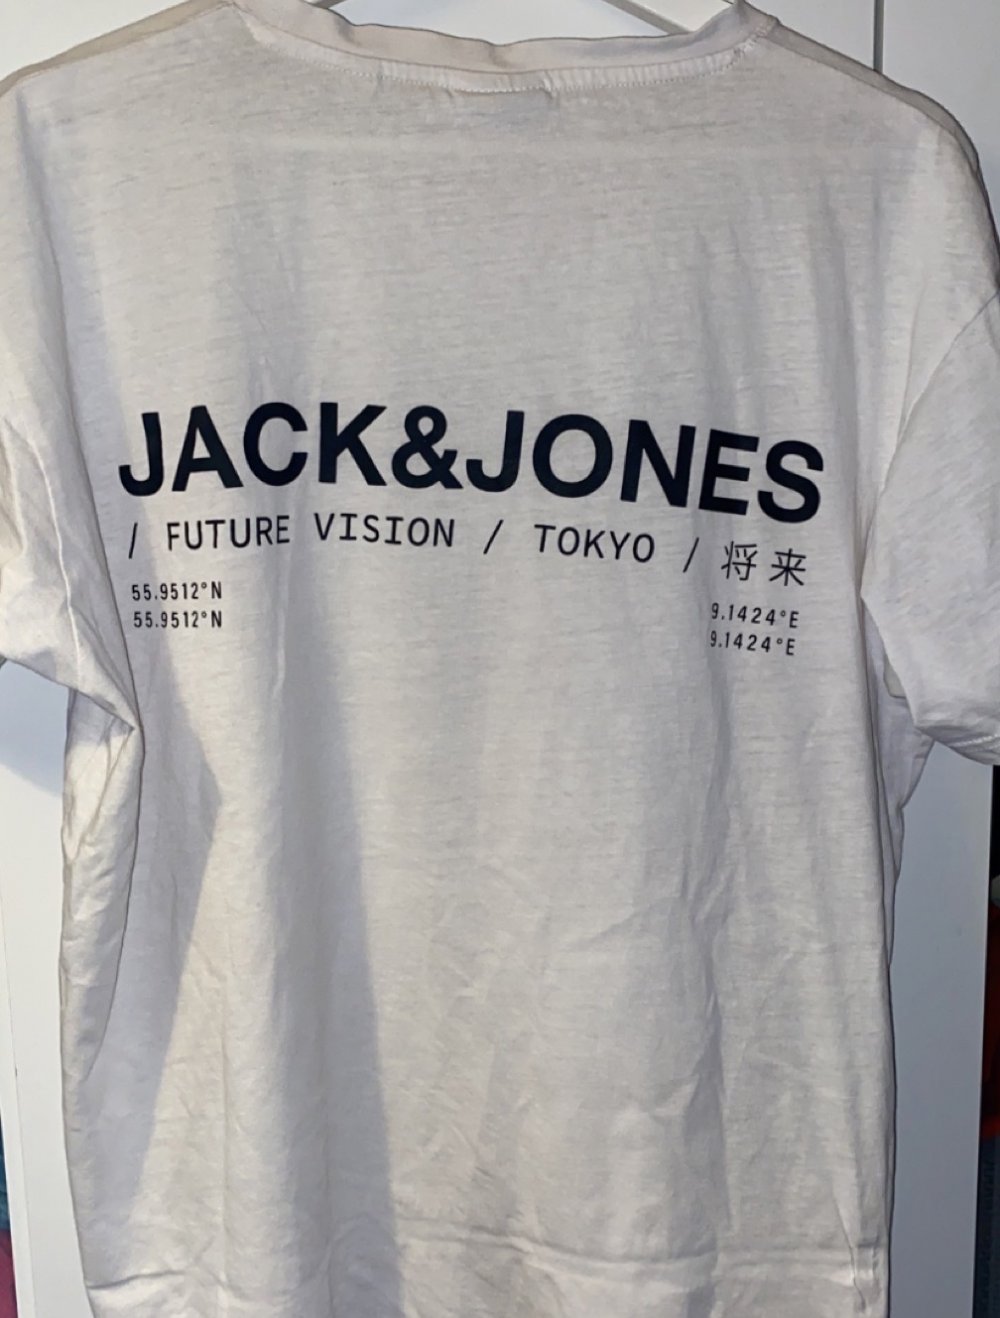 JACK&JONES
/ FUTURE VISION / TOKYO / 将来
55.9512°N 9.1424°E
55.9512°N 9.1424°E